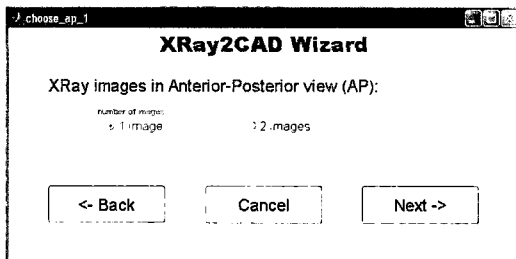 choose_ap_1
XRay2CAD Wizard
XRay images in Anterior-Posterior view (AP):
number of images
1 image 2 images
<- Back Cancel Next ->